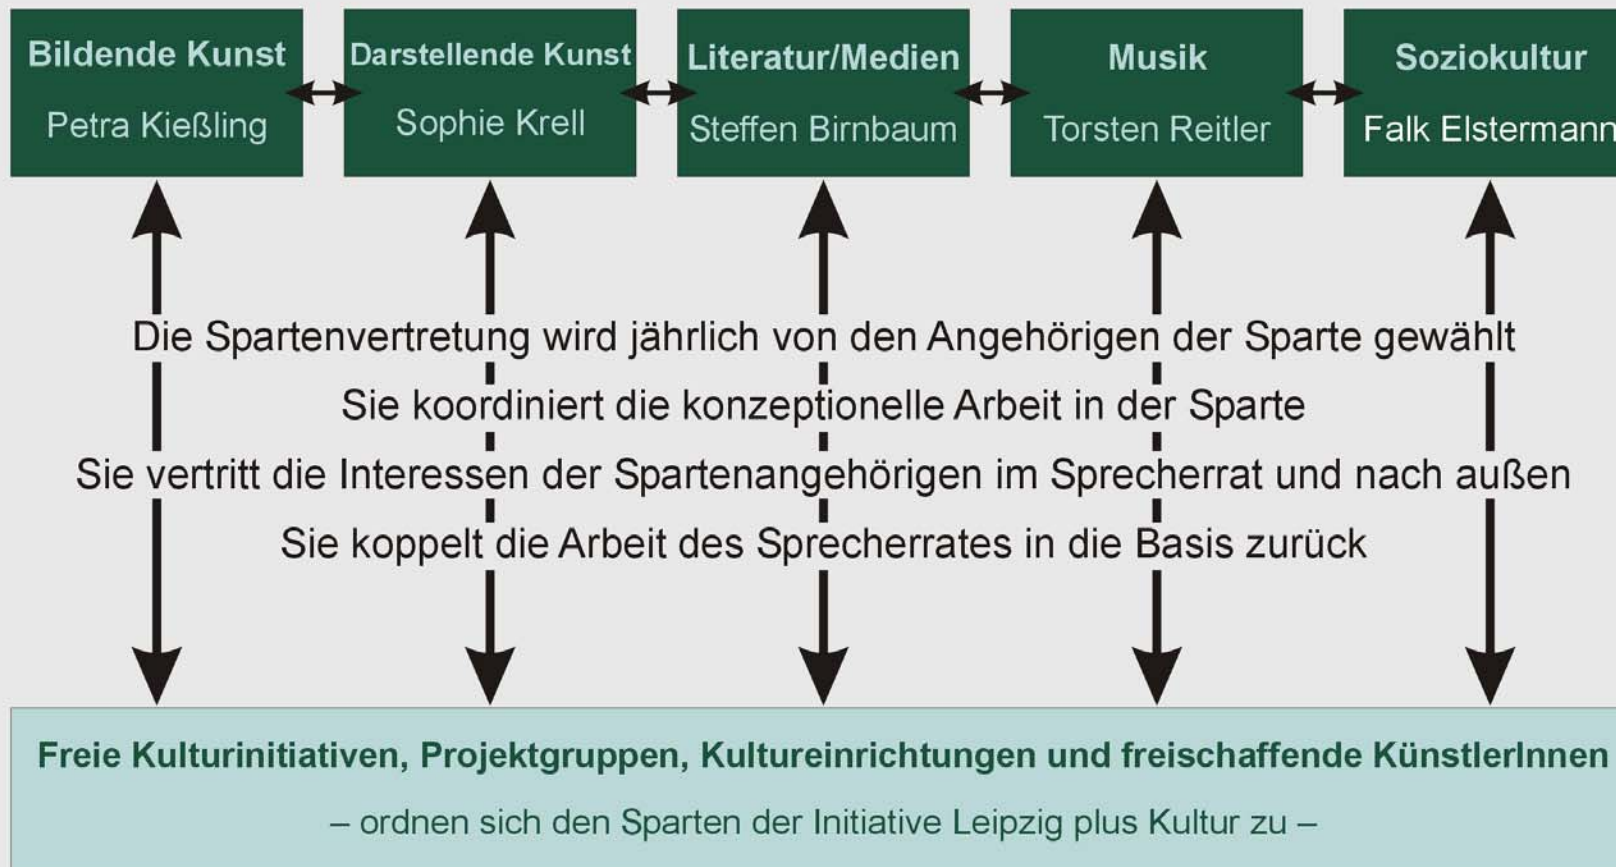 Bildende Kunst
Petra Kießling
Darstellende Kunst
Sophie Krell
Literatur/Medien
Steffen Birnbaum
Musik
Torsten Reitler
Soziokultur
Falk Elstermann
Die Spartenvertretung wird jährlich von den Angehörigen der Sparte gewählt
Sie koordiniert die konzeptionelle Arbeit in der Sparte
Sie vertritt die Interessen der Spartenangehörigen im Sprecherrat und nach außen
Sie koppelt die Arbeit des Sprecherrates in die Basis zurück
Freie Kulturinitiativen, Projektgruppen, Kultureinrichtungen und freischaffende KünstlerInnen
– ordnen sich den Sparten der Initiative Leipzig plus Kultur zu –